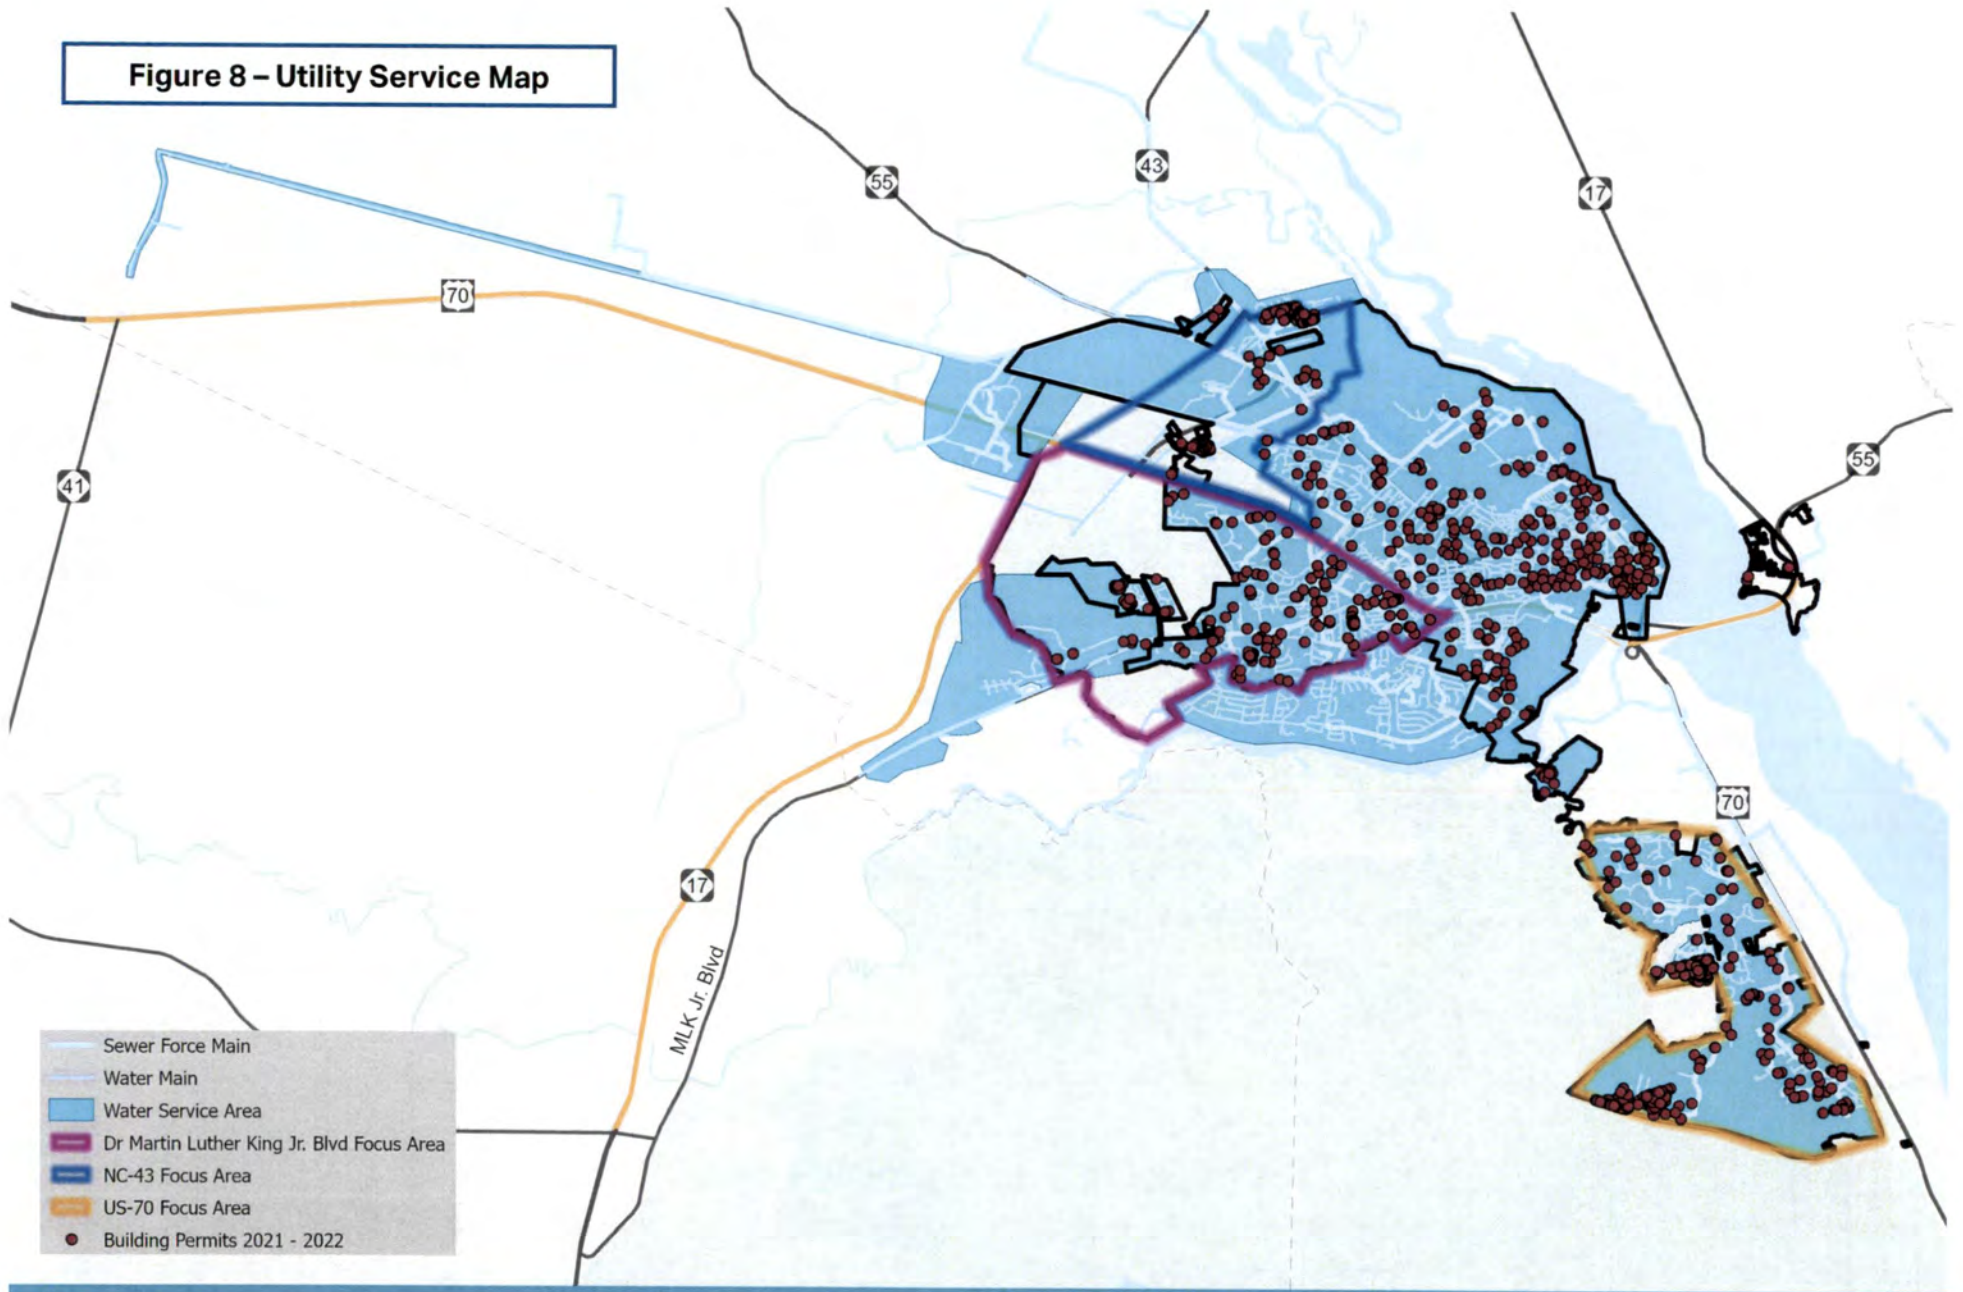 Figure 8 – Utility Service Map
43
55
17
70
55
41
70
17
MLK Jr. Blvd
Sewer Force Main
Water Main
Water Service Area
Dr Martin Luther King Jr. Blvd Focus Area
NC-43 Focus Area
US-70 Focus Area
Building Permits 2021 - 2022